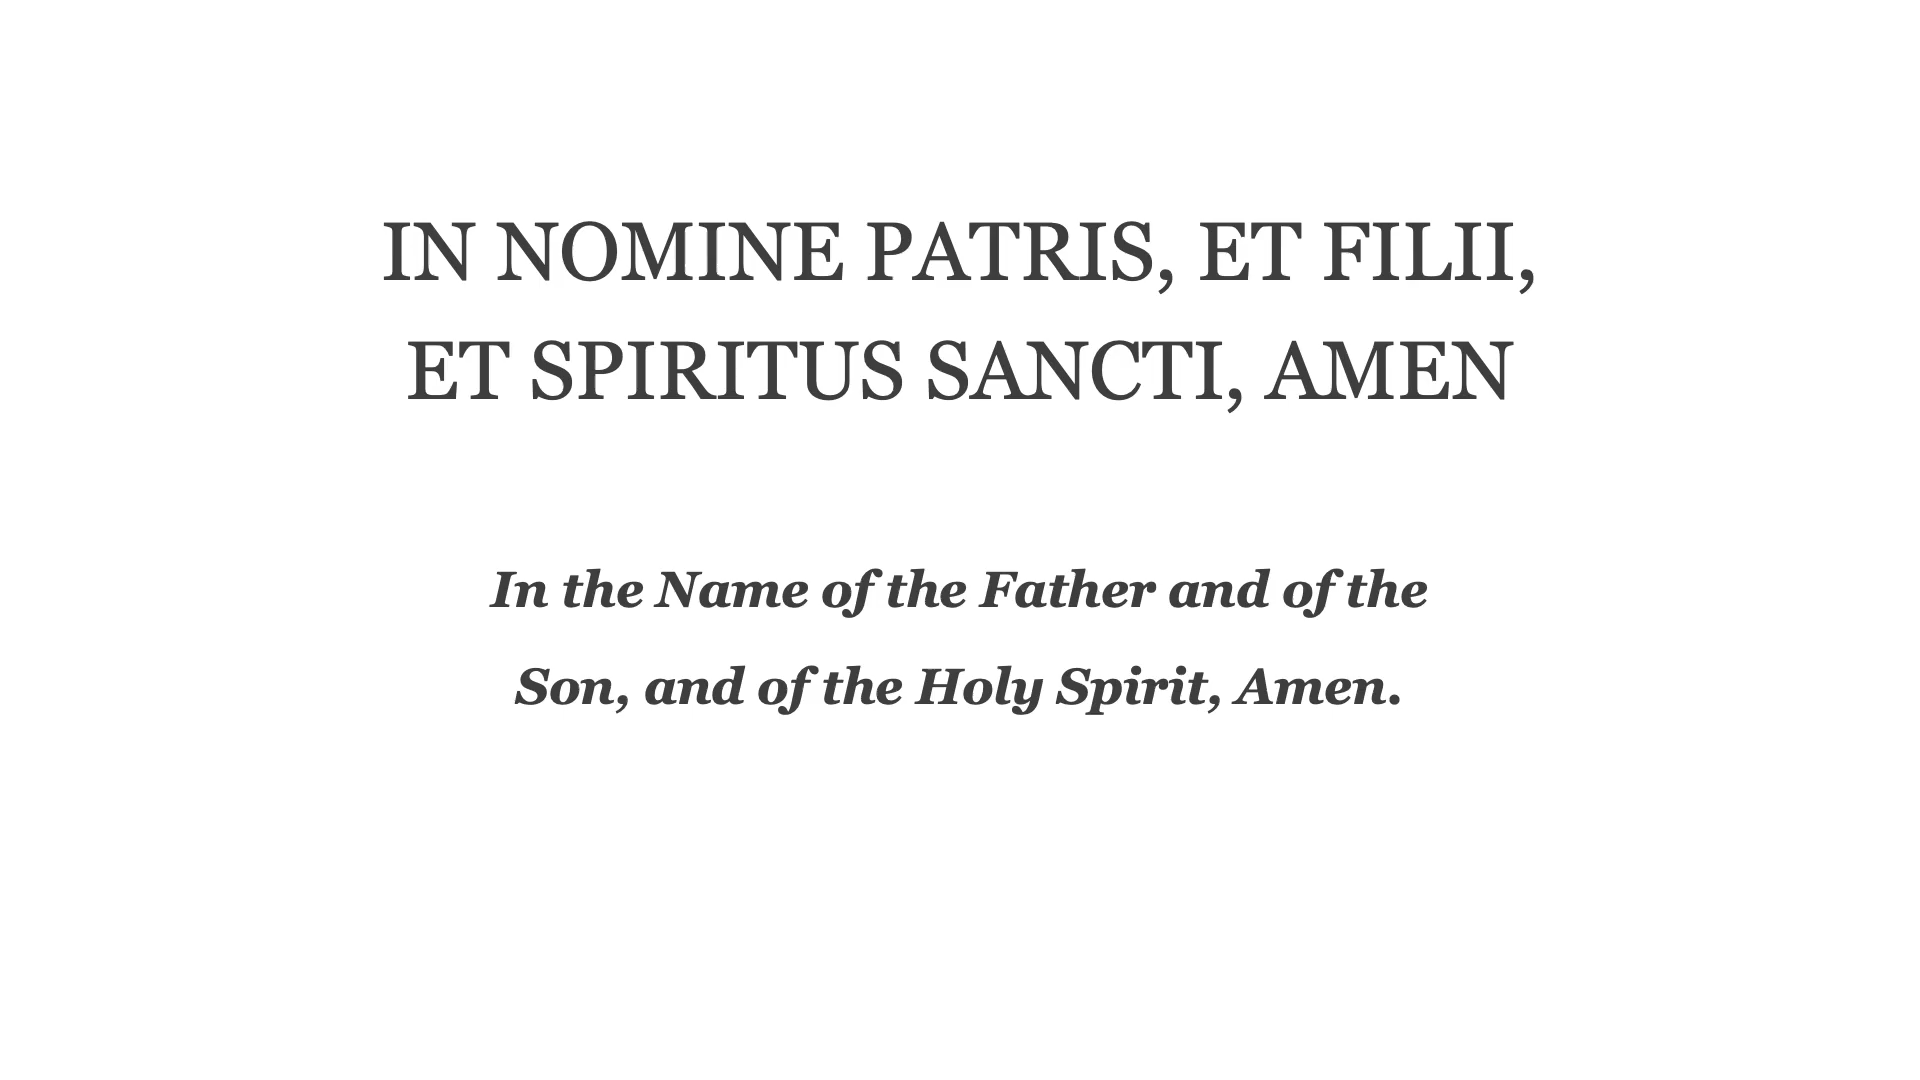 IN NOMINE PATRIS, ET FILII,
ET SPIRITUS SANCTI, AMEN
In the Name of the Father and of the
Son, and of the Holy Spirit, Amen.